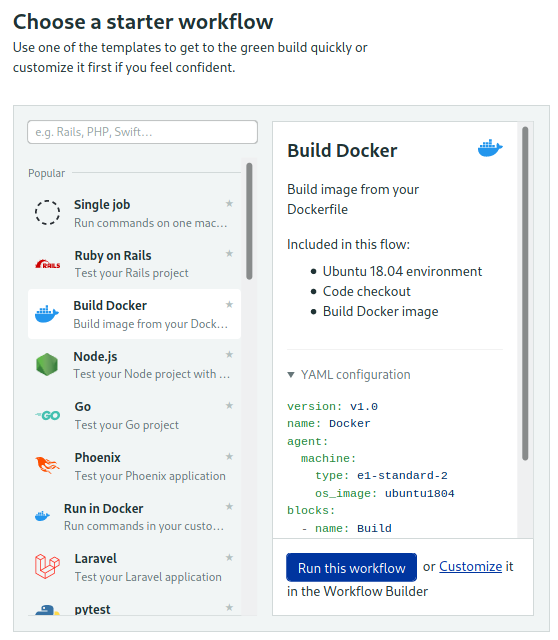 Choose a starter workflow
Use one of the templates to get to the green build quickly or
customize it first if you feel confident.
e.g. Rails, PHP, Swift...
Popular
Single job
Run commands on one mac...
RAILS
Ruby on Rails
Test your Rails project
Build Docker
Build image from your Dock...
Node.js
Test your Node project with ...
GO
Go
Test your Go project
Phoenix
Test your Phoenix application
Run in Docker
Run commands in your custo...
Laravel
Test your Laravel application
pytest
Build Docker
Build image from your
Dockerfile
Included in this flow:
• Ubuntu 18.04 environment
• Code checkout
• Build Docker image
▼ YAML configuration
version: v1.0
name: Docker
agent:
  machine:
    type: e1-standard-2
    os_image: ubuntu1804
blocks:
  - name: Build
Run this workflow or Customize it
in the Workflow Builder